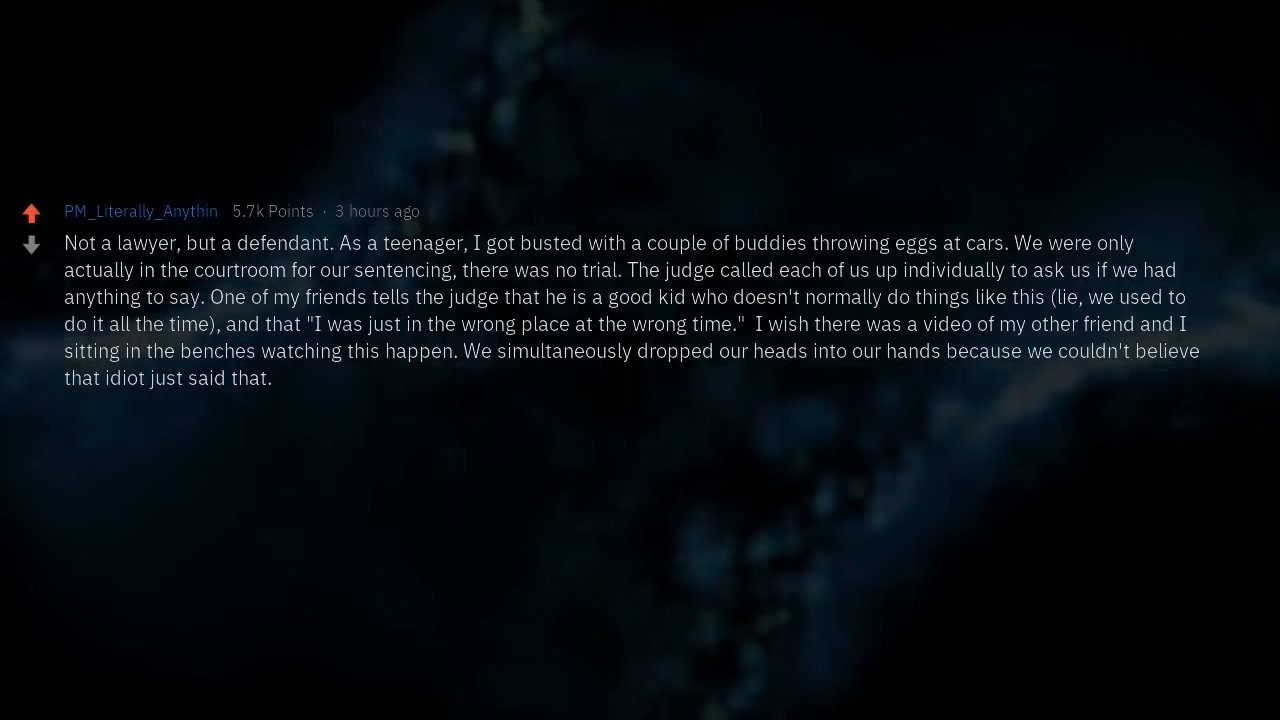 PM_Literally_Anythin 5.7k Points · 3 hours ago
Not a lawyer, but a defendant. As a teenager, I got busted with a couple of buddies throwing eggs at cars. We were only
actually in the courtroom for our sentencing, there was no trial. The judge called each of us up individually to ask us if we had
anything to say. One of my friends tells the judge that he is a good kid who doesn't normally do things like this (lie, we used to
do it all the time), and that "I was just in the wrong place at the wrong time."  I wish there was a video of my other friend and I
sitting in the benches watching this happen. We simultaneously dropped our heads into our hands because we couldn't believe
that idiot just said that.